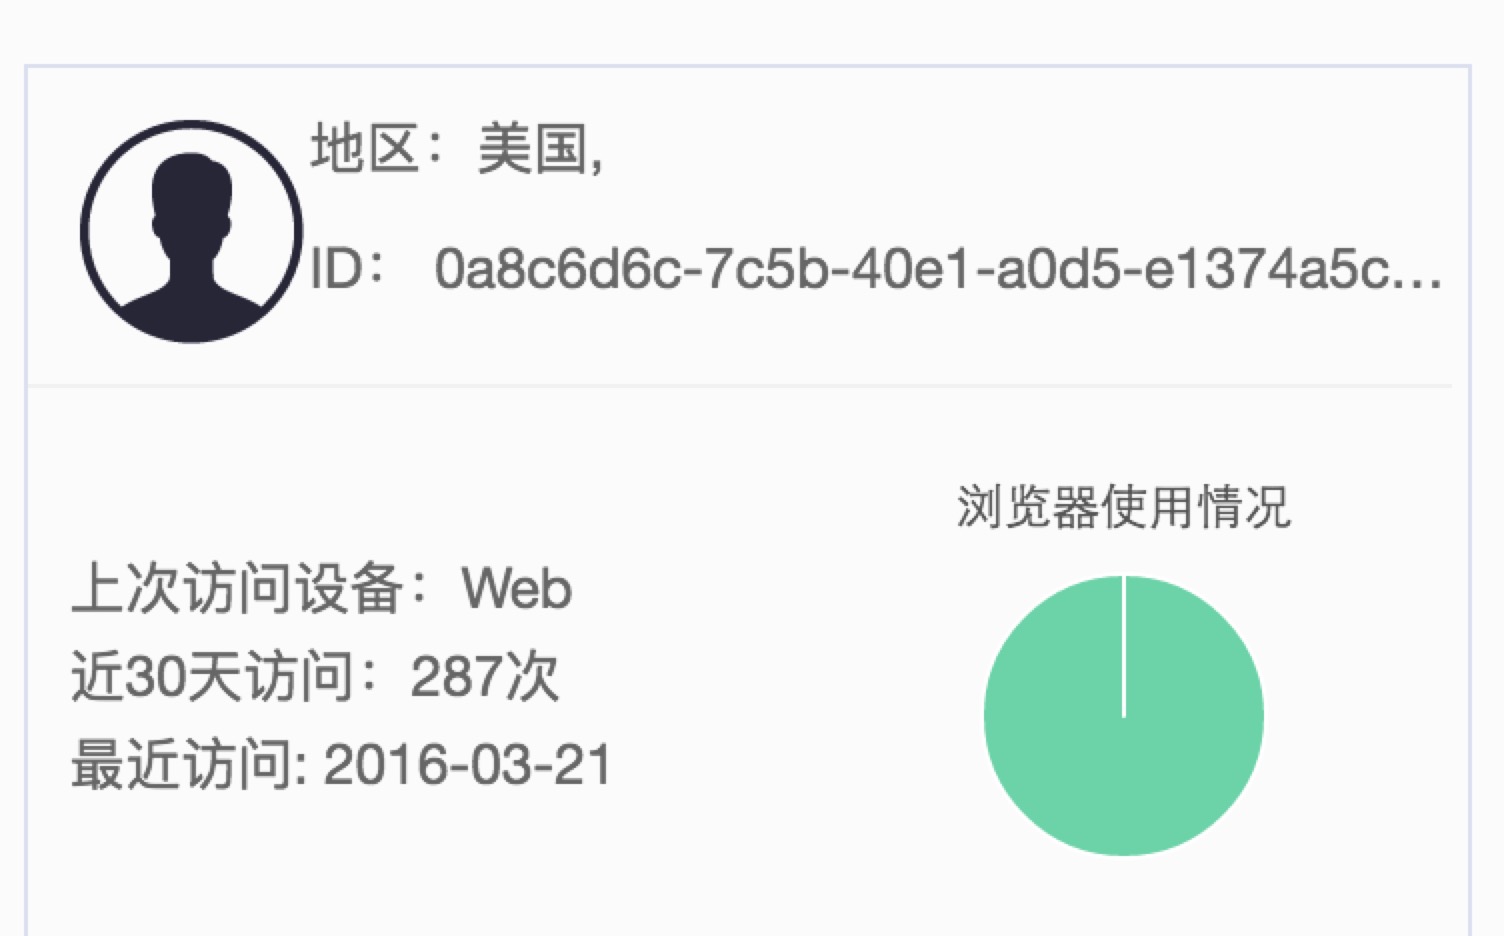 地区：美国,
ID： 0a8c6d6c-7c5b-40e1-a0d5-e1374a5c...
浏览器使用情况
上次访问设备：Web
近30天访问：287次
最近访问: 2016-03-21